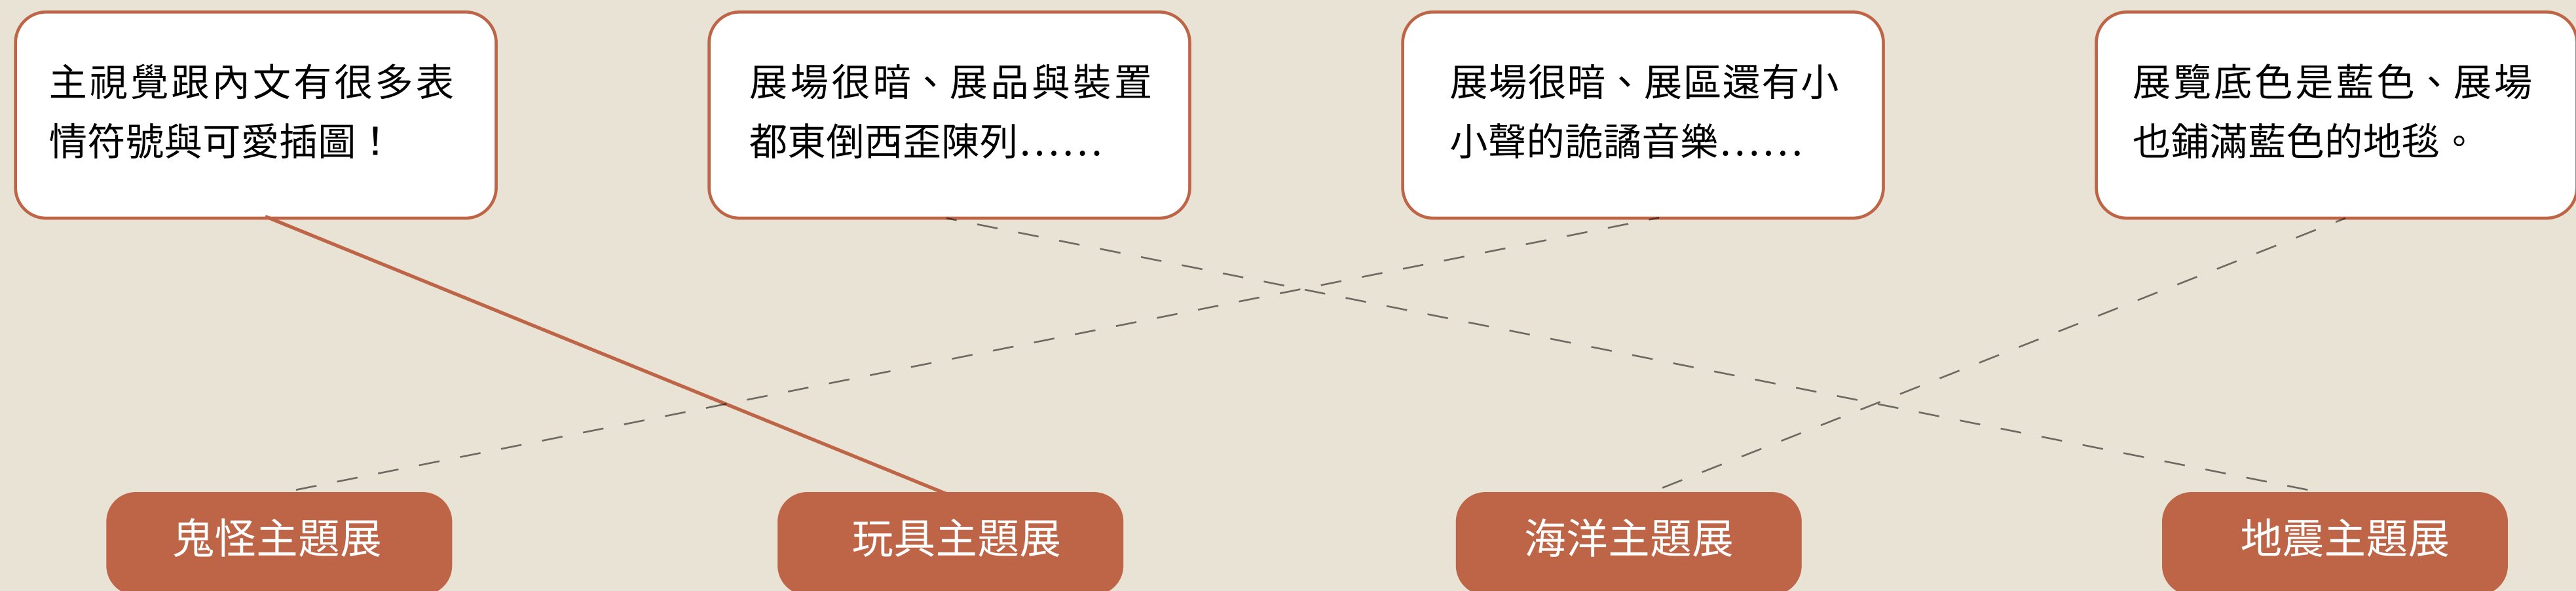 主視覺跟內文有很多表
情符號與可愛插圖！
展場很暗、展品與裝置
都東倒西歪陳列……
展場很暗、展區還有小
小聲的詭譎音樂……
展覽底色是藍色、展場
也鋪滿藍色的地毯。
鬼怪主題展
玩具主題展
海洋主題展
地震主題展